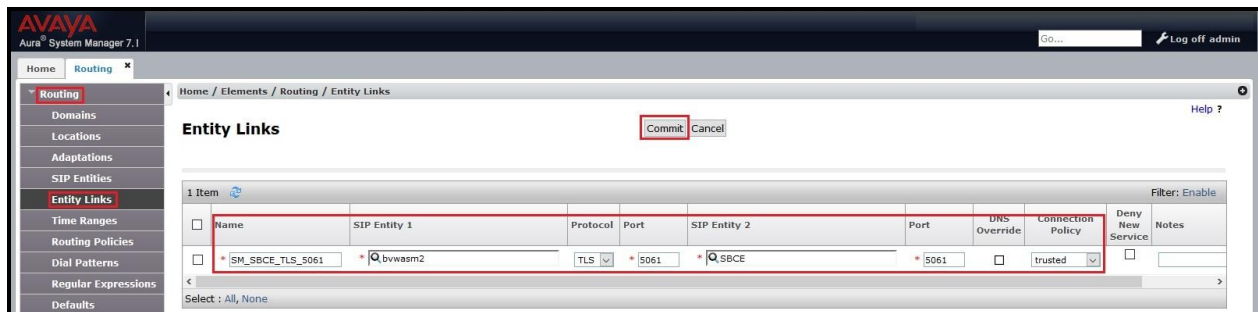 AVAYA
Aura® System Manager 7.1
Go...
Log off admin
Home
Routing ×
Routing
Domains
Locations
Adaptations
SIP Entities
Entity Links
Time Ranges
Routing Policies
Dial Patterns
Regular Expressions
Defaults
Home / Elements / Routing / Entity Links
Help ?
Entity Links
Commit Cancel
1 Item
Filter: Enable
Name SIP Entity 1 Protocol Port SIP Entity 2 Port DNS Override Connection Policy Deny New Service Notes
* SM_SBCE_TLS_5061 * bvwasm2 TLS * 5061 * SBCE * 5061 trusted
Select : All, None